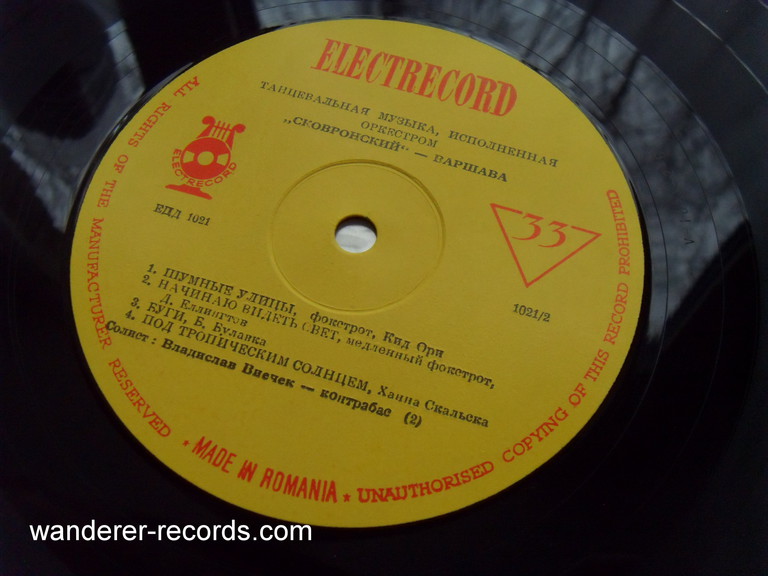 ELECTRECORD
ТАНЦЕВАЛЬНАЯ МУЗЫКА, ИСПОЛНЕННАЯ
ОРКЕСТРОМ
„СКОВРОНСКИЙ“ — ВАРШАВА
ELECTRECORD
ЕДД 1021
33
1021/2
1. ШУМНЫЕ УЛИЦЫ, фокстрот, Кид Ори
2. НАЧИНАЮ ВИДЕТЬ СВЕТ, медленный фокстрот,
Д. Еллингтон
3. БУГИ, Б. Буланка
4. ПОД ТРОПИЧЕСКИМ СОЛНЦЕМ, Ханна Скальска
Солист: Владислав Виечек — контрабас (2)
ALL RIGHTS OF THE MANUFACTURER RESERVED * MADE IN ROMANIA * UNAUTHORISED COPYING OF THIS RECORD PROHIBITED
wanderer-records.com